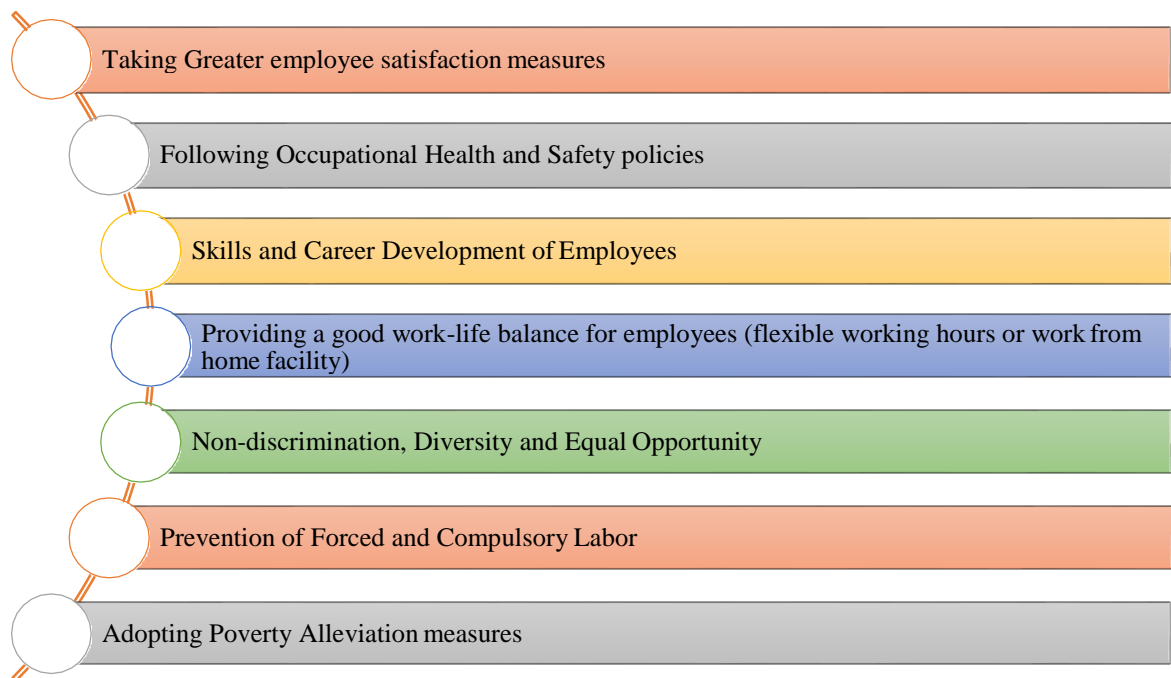 Taking Greater employee satisfaction measures
Following Occupational Health and Safety policies
Skills and Career Development of Employees
Providing a good work-life balance for employees (flexible working hours or work from
home facility)
Non-discrimination, Diversity and Equal Opportunity
Prevention of Forced and Compulsory Labor
Adopting Poverty Alleviation measures